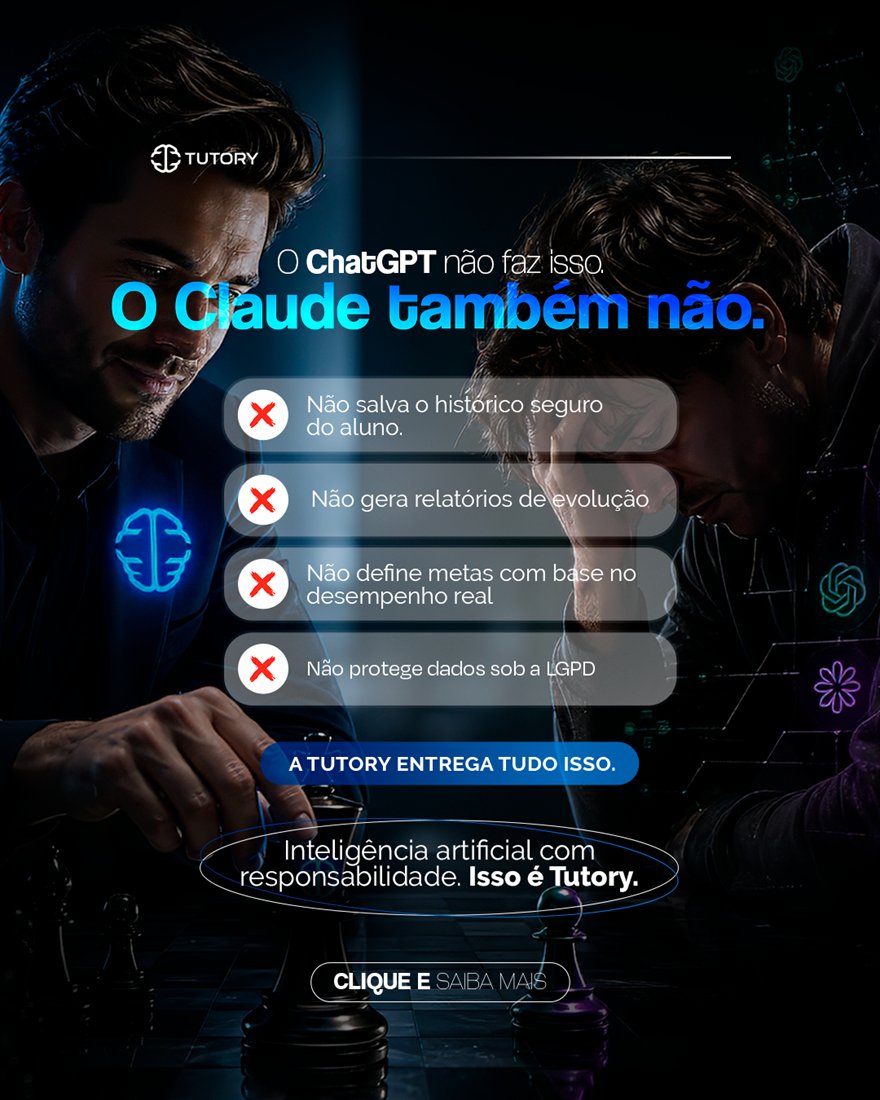 TUTORY
O ChatGPT não faz isso.
O Claude também não.
Não salva o histórico seguro
do aluno.
Não gera relatórios de evolução
Não define metas com base no
desempenho real
Não protege dados sob a LGPD
A TUTORY ENTREGA TUDO ISSO.
Inteligência artificial com
responsabilidade. Isso é Tutory.
CLIQUE E SAIBA MAIS